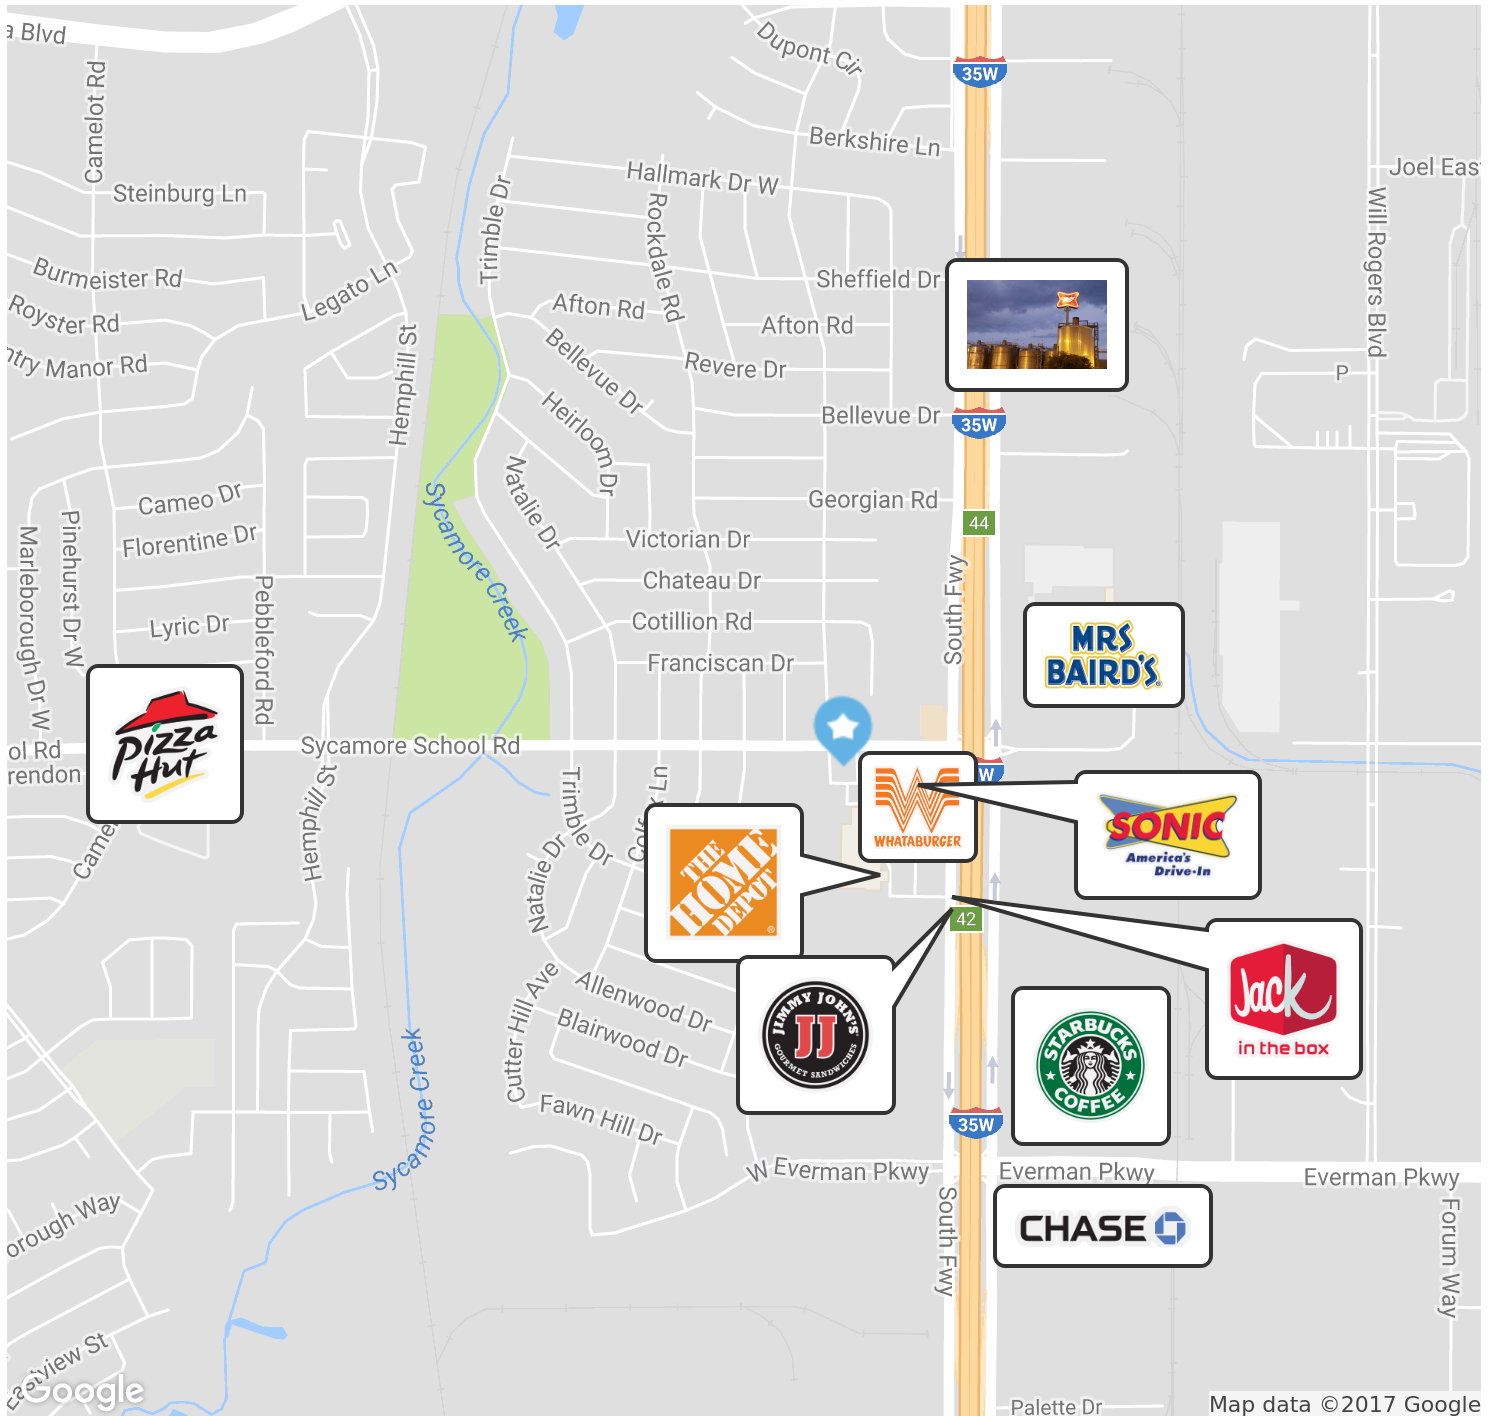 a Blvd
Dupont Cir
35W
Camelot Rd
Berkshire Ln
Joel Eas
Hallmark Dr W
Steinburg Ln
Trimble Dr
Rockdale Rd
Will Rogers Blvd
Burmeister Rd
Legato Ln
Sheffield Dr
Royster Rd
Afton Rd
Afton Rd
Hemphill St
ntry Manor Rd
Bellevue Dr
Revere Dr
P
Heirloom Dr
Bellevue Dr
35W
Natalie Dr
Cameo Dr
Sycamore Creek
Georgian Rd
Pinehurst Dr W
Marleborough Dr W
Florentine Dr
Victorian Dr
44
Chateau Dr
South Fwy
Pebbleford Rd
Lyric Dr
Cotillion Rd
MRS
BAIRD'S
Franciscan Dr
Pizza
Hut
ol Rd
Sycamore School Rd
rendon
W
Hemphill St
Trimble Dr
WHATABURGER
SONIC
America's
Drive-In
Came
Natalie Dr
THE
HOME
DEPOT
42
Jack
in the box
Cutter Hill Ave
Allenwood Dr
Blairwood Dr
JIMMY JOHN'S
JJ
GOURMET SANDWICHES
STARBUCKS
COFFEE
Sycamore Creek
Fawn Hill Dr
35W
W Everman Pkwy
Everman Pkwy
Everman Pkwy
South Fwy
CHASE
Forum Way
orough Way
Eastview St
Google
Palette Dr
Map data ©2017 Google